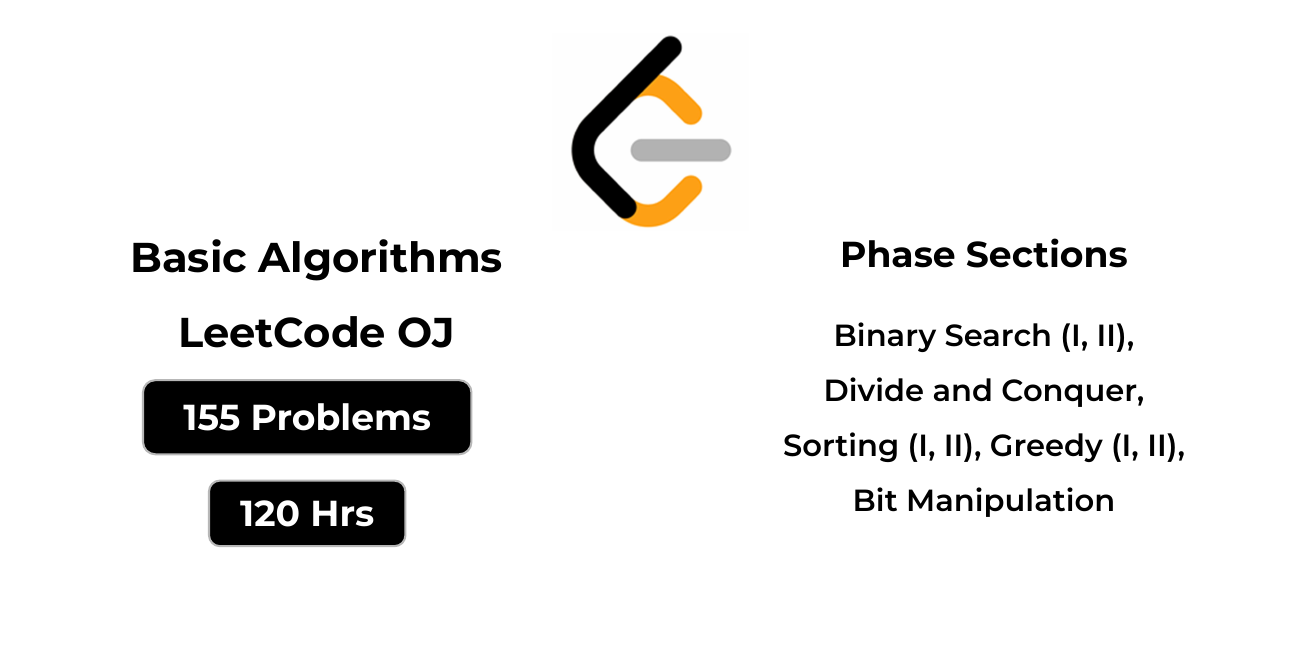 Basic Algorithms
LeetCode OJ
155 Problems
120 Hrs
Phase Sections
Binary Search (I, II),
Divide and Conquer,
Sorting (I, II), Greedy (I, II),
Bit Manipulation